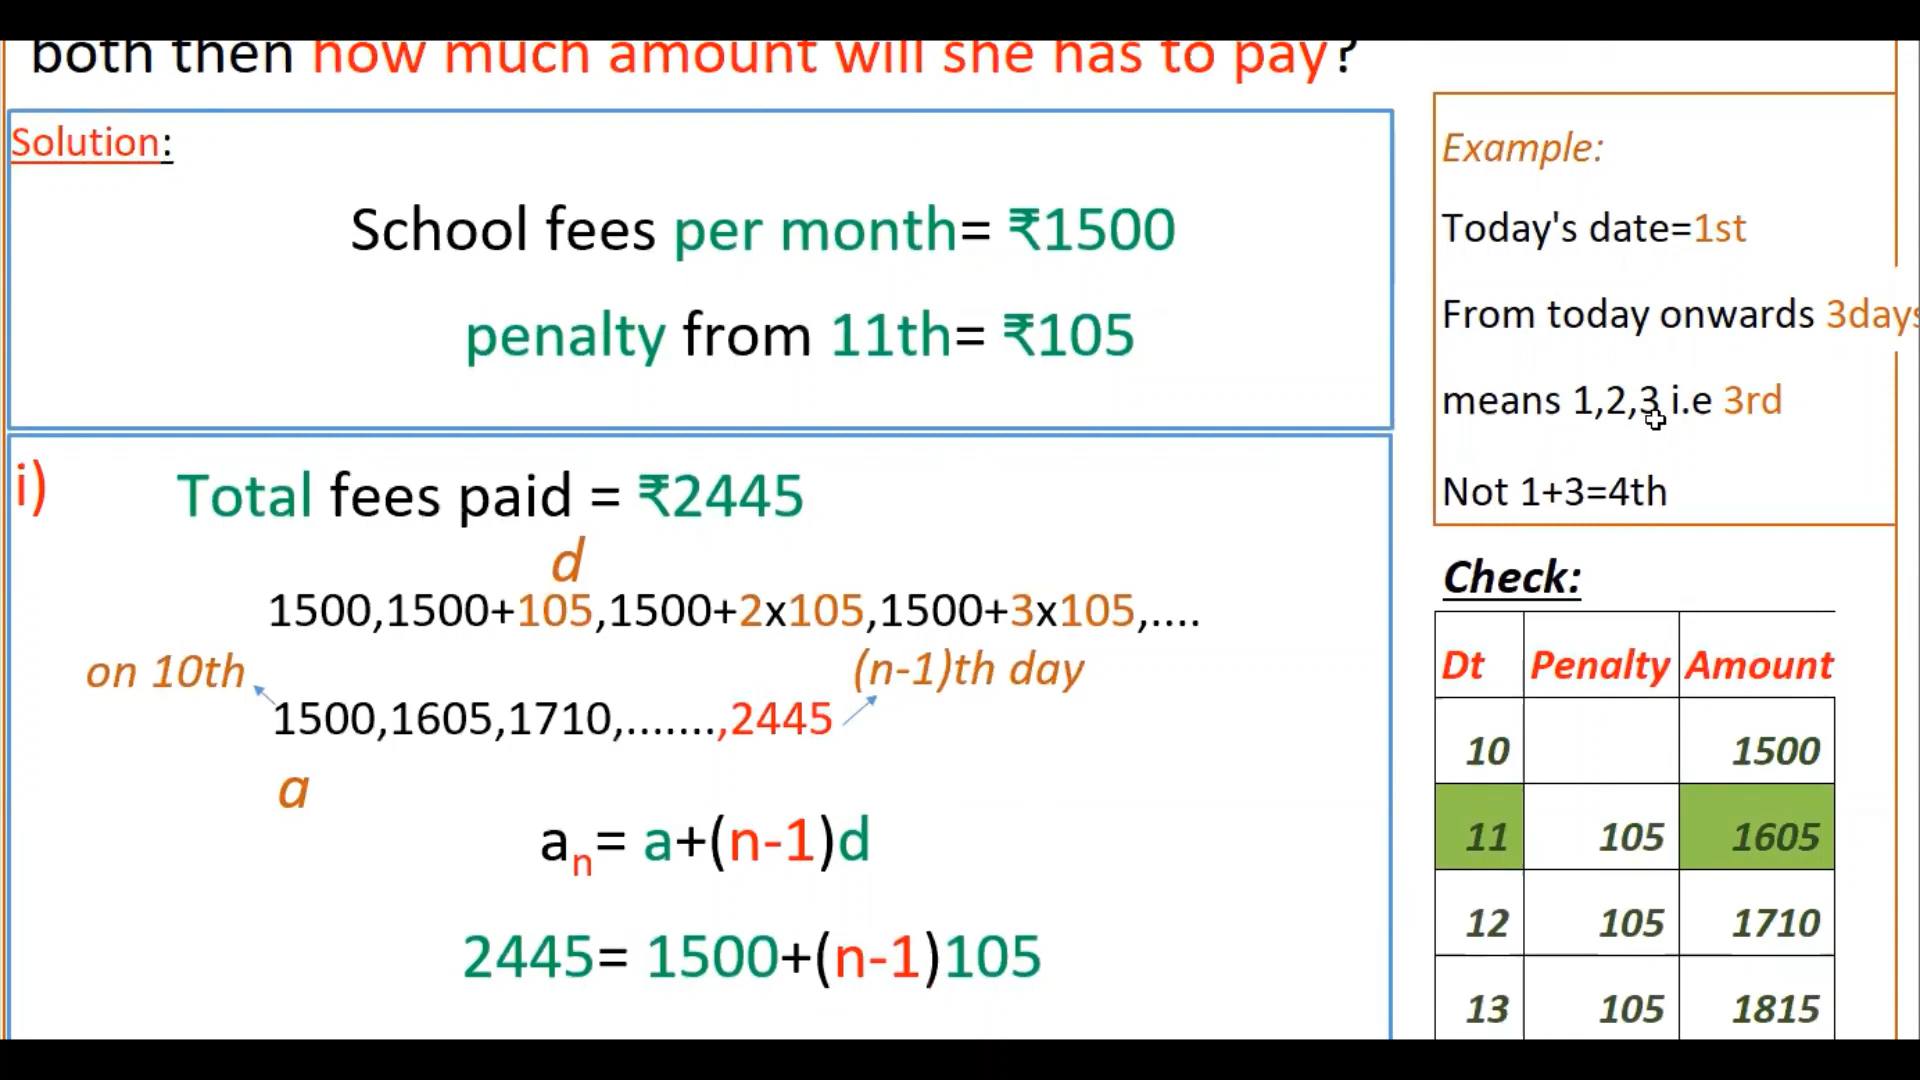 both then how much amount will she has to pay?
Solution:
School fees per month= ₹1500
penalty from 11th= ₹105
i) Total fees paid = ₹2445
d
1500,1500+105,1500+2x105,1500+3x105,....
on 10th
(n-1)th day
1500,1605,1710,.......,2445
a
an= a+(n-1)d
2445= 1500+(n-1)105
Example:
Today's date=1st
From today onwards 3days
means 1,2,3 i.e 3rd
Not 1+3=4th
Check:
Dt Penalty Amount
10 1500
11 105 1605
12 105 1710
13 105 1815